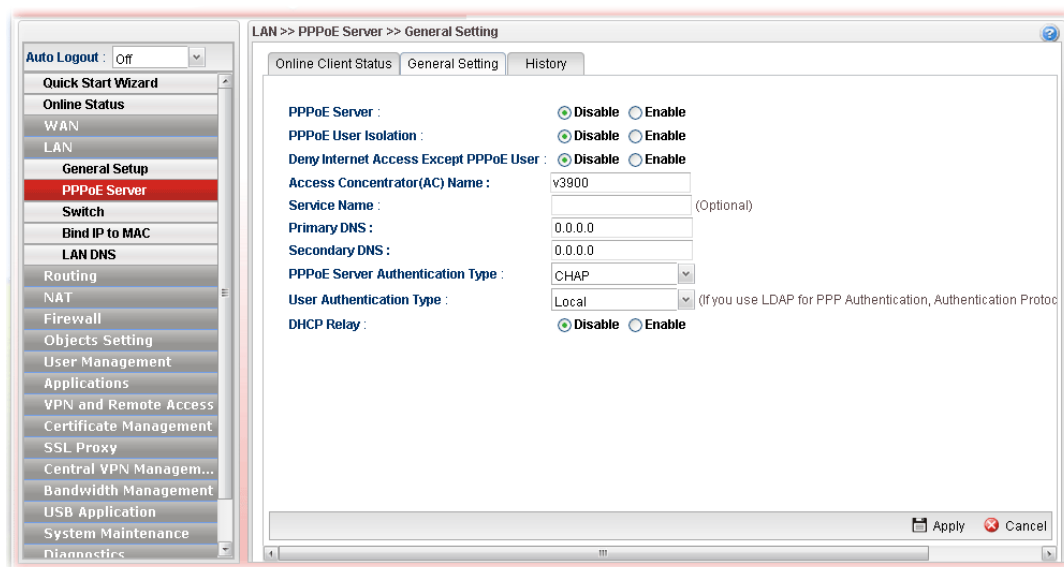 LAN >> PPPoE Server >> General Setting
Auto Logout : Off
Quick Start Wizard
Online Status
WAN
LAN
General Setup
PPPoE Server
Switch
Bind IP to MAC
LAN DNS
Routing
NAT
Firewall
Objects Setting
User Management
Applications
VPN and Remote Access
Certificate Management
SSL Proxy
Central VPN Managem...
Bandwidth Management
USB Application
System Maintenance
Diagnostics
Online Client Status General Setting History
PPPoE Server : Disable Enable
PPPoE User Isolation : Disable Enable
Deny Internet Access Except PPPoE User : Disable Enable
Access Concentrator(AC) Name : v3900
Service Name : (Optional)
Primary DNS : 0.0.0.0
Secondary DNS : 0.0.0.0
PPPoE Server Authentication Type : CHAP
User Authentication Type : Local (If you use LDAP for PPP Authentication, Authentication Protoc
DHCP Relay : Disable Enable
Apply Cancel